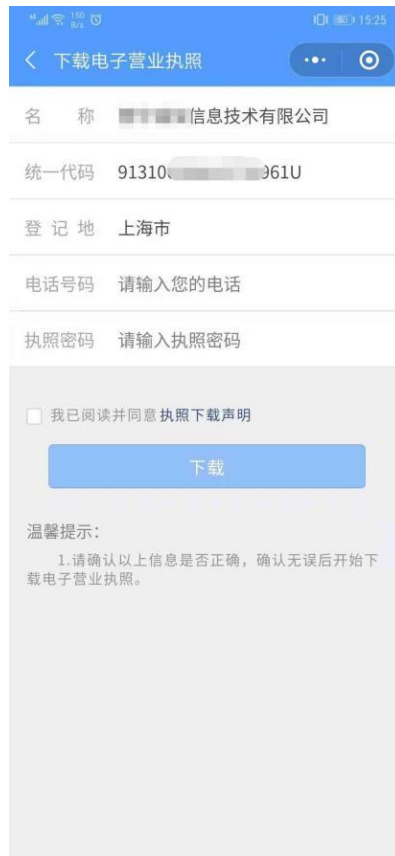 46 150 B/s 15:25
下载电子营业执照
名 称 信息技术有限公司
统一代码 91310 961U
登 记 地 上海市
电话号码 请输入您的电话
执照密码 请输入执照密码
我已阅读并同意 执照下载声明
下载
温馨提示：
1.请确认以上信息是否正确，确认无误后开始下
载电子营业执照。